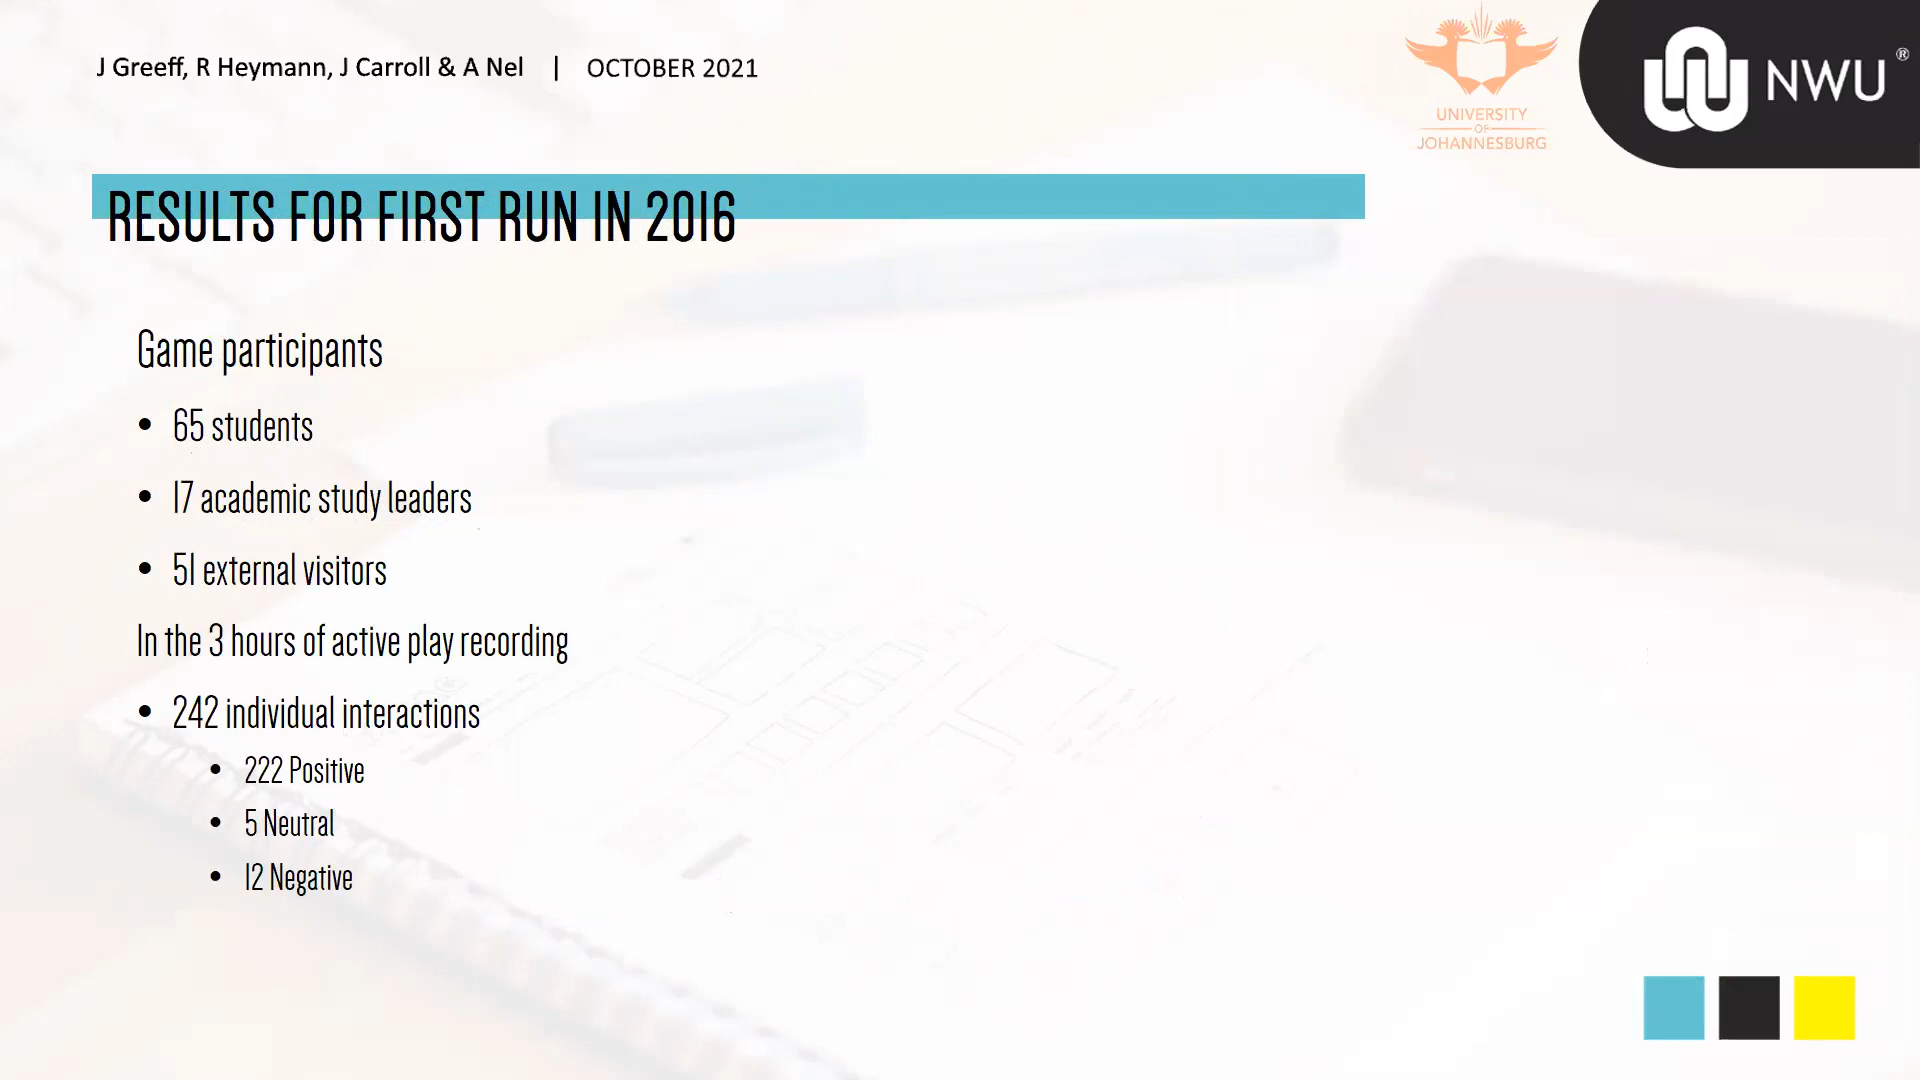 J Greeff, R Heymann, J Carroll & A Nel | OCTOBER 2021
UNIVERSITY
OF
JOHANNESBURG
NWU ®
RESULTS FOR FIRST RUN IN 2016
Game participants
• 65 students
• 17 academic study leaders
• 51 external visitors
In the 3 hours of active play recording
• 242 individual interactions
• 222 Positive
• 5 Neutral
• 12 Negative